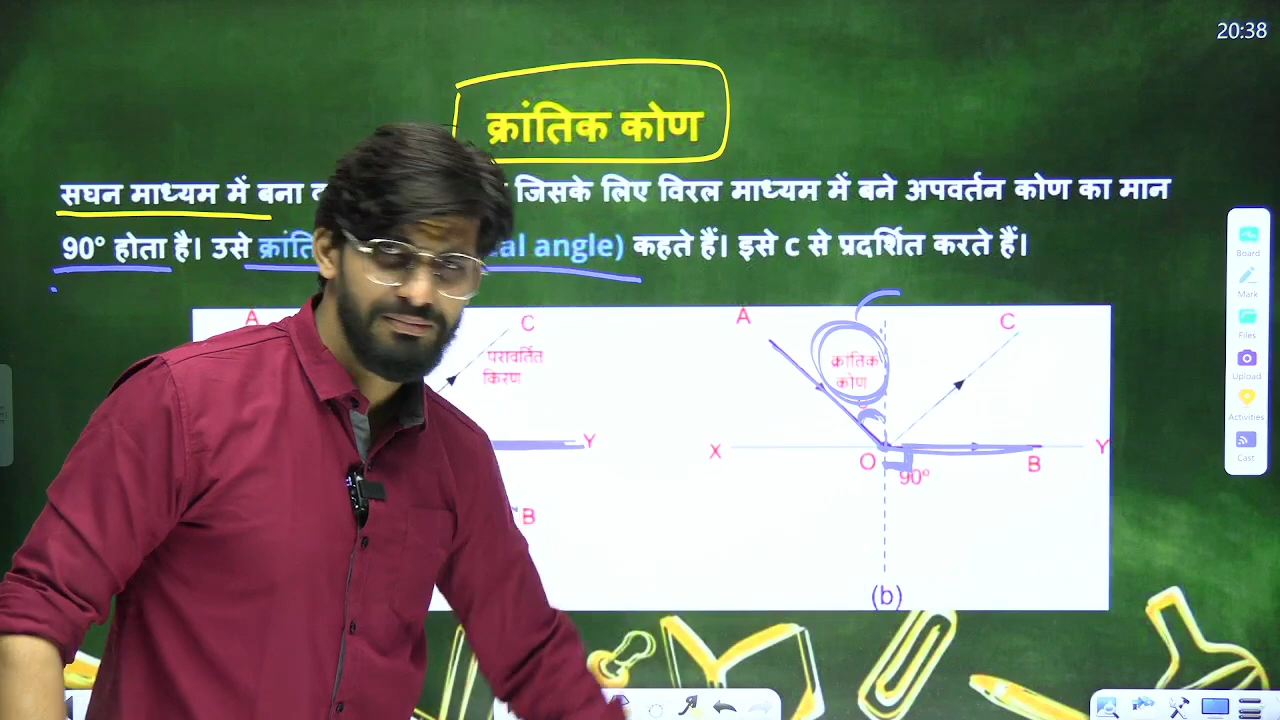 20:38
क्रांतिक कोण
सघन माध्यम में बना जिसके लिए विरल माध्यम में बने अपवर्तन कोण का मान
90° होता है। उसे क्रांति al angle) कहते हैं। इसे c से प्रदर्शित करते हैं।
A
C
परावर्तित
किरण
Y
B
A
C
क्रांतिक
कोण
X
O
90°
B
Y
(b)
Board
Mark
Files
Upload
Activities
Cast